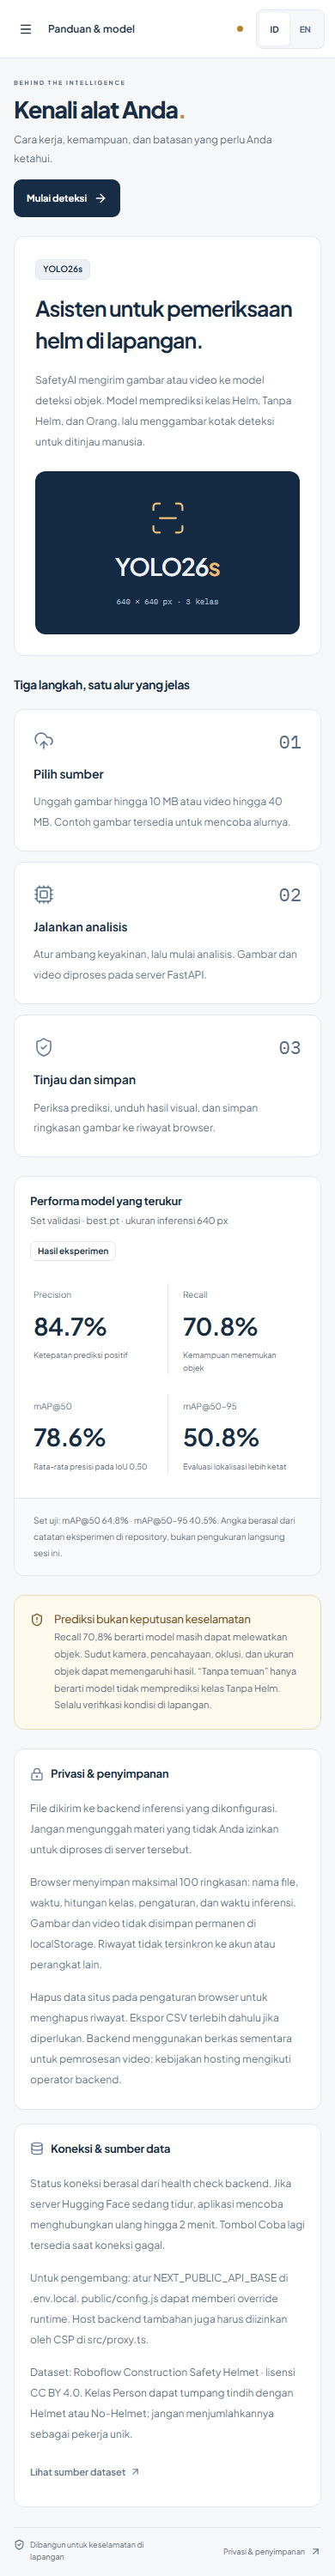 Panduan & model
ID
EN
BEHIND THE INTELLIGENCE
Kenali alat Anda.
Cara kerja, kemampuan, dan batasan yang perlu Anda
ketahui.
Mulai deteksi
YOLO26s
Asisten untuk pemeriksaan
helm di lapangan.
SafetyAI mengirim gambar atau video ke model
deteksi objek. Model memprediksi kelas Helm, Tanpa
Helm, dan Orang, lalu menggambar kotak deteksi
untuk ditinjau manusia.
YOLO26s
640 × 640 px · 3 kelas
Tiga langkah, satu alur yang jelas
01
Pilih sumber
Unggah gambar hingga 10 MB atau video hingga 40
MB. Contoh gambar tersedia untuk mencoba alurnya.
02
Jalankan analisis
Atur ambang keyakinan, lalu mulai analisis. Gambar dan
video diproses pada server FastAPI.
03
Tinjau dan simpan
Periksa prediksi, unduh hasil visual, dan simpan
ringkasan gambar ke riwayat browser.
Performa model yang terukur
Set validasi · best.pt · ukuran inferensi 640 px
Hasil eksperimen
Precision
84.7%
Ketepatan prediksi positif
Recall
70.8%
Kemampuan menemukan
objek
mAP@50
78.6%
Rata-rata presisi pada IoU 0,50
mAP@50–95
50.8%
Evaluasi lokalisasi lebih ketat
Set uji: mAP@50 64,8% · mAP@50–95 40,5%. Angka berasal dari
catatan eksperimen di repository, bukan pengukuran langsung
sesi ini.
Prediksi bukan keputusan keselamatan
Recall 70,8% berarti model masih dapat melewatkan
objek. Sudut kamera, pencahayaan, oklusi, dan ukuran
objek dapat memengaruhi hasil. “Tanpa temuan” hanya
berarti model tidak memprediksi kelas Tanpa Helm.
Selalu verifikasi kondisi di lapangan.
Privasi & penyimpanan
File dikirim ke backend inferensi yang dikonfigurasi.
Jangan mengunggah materi yang tidak Anda izinkan
untuk diproses di server tersebut.
Browser menyimpan maksimal 100 ringkasan: nama file,
waktu, hitungan kelas, pengaturan, dan waktu inferensi.
Gambar dan video tidak disimpan permanen di
localStorage. Riwayat tidak tersinkron ke akun atau
perangkat lain.
Hapus data situs pada pengaturan browser untuk
menghapus riwayat. Ekspor CSV terlebih dahulu jika
diperlukan. Backend menggunakan berkas sementara
untuk pemrosesan video; kebijakan hosting mengikuti
operator backend.
Koneksi & sumber data
Status koneksi berasal dari health check backend. Jika
server Hugging Face sedang tidur, aplikasi mencoba
menghubungkan ulang hingga 2 menit. Tombol Coba lagi
tersedia saat koneksi gagal.
Untuk pengembang: atur NEXT_PUBLIC_API_BASE di
.env.local. public/config.js dapat memberi override
runtime. Host backend tambahan juga harus diizinkan
oleh CSP di src/proxy.ts.
Dataset: Roboflow Construction Safety Helmet · lisensi
CC BY 4.0. Kelas Person dapat tumpang tindih dengan
Helmet atau No-Helmet; jangan menjumlahkannya
sebagai pekerja unik.
Lihat sumber dataset
Dibangun untuk keselamatan di
lapangan
Privasi & penyimpanan